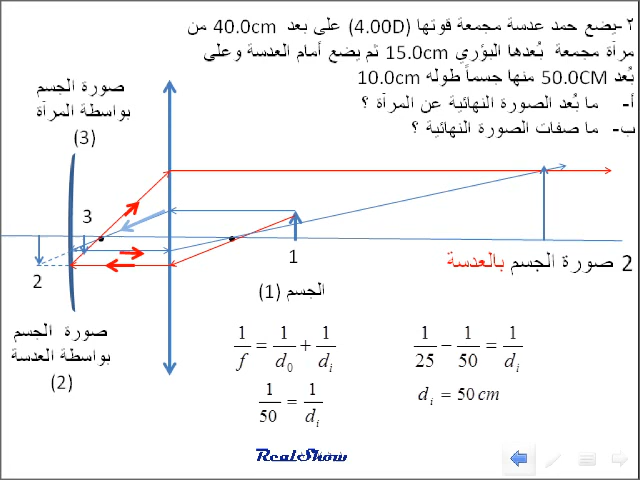 ٢-يضع حمد عدسة مجمعة قوتها (4.00D) على بعد 40.0cm من
مرآة مجمعة بُعدها البؤري 15.0cm ثم يضع أمام العدسة وعلى
بُعد 50.0CM منها جسماً طوله 10.0cm
أ- ما بُعد الصورة النهائية عن المرآة ؟
ب- ما صفات الصورة النهائية ؟
صورة الجسم
بواسطة المرآة
(3)
3
2
1
2 صورة الجسم بالعدسة
الجسم (1)
صورة الجسم
بواسطة العدسة
(2)
1/f = 1/d₀ + 1/dᵢ
1/25 − 1/50 = 1/dᵢ
1/50 = 1/dᵢ
dᵢ = 50 cm
RealShow